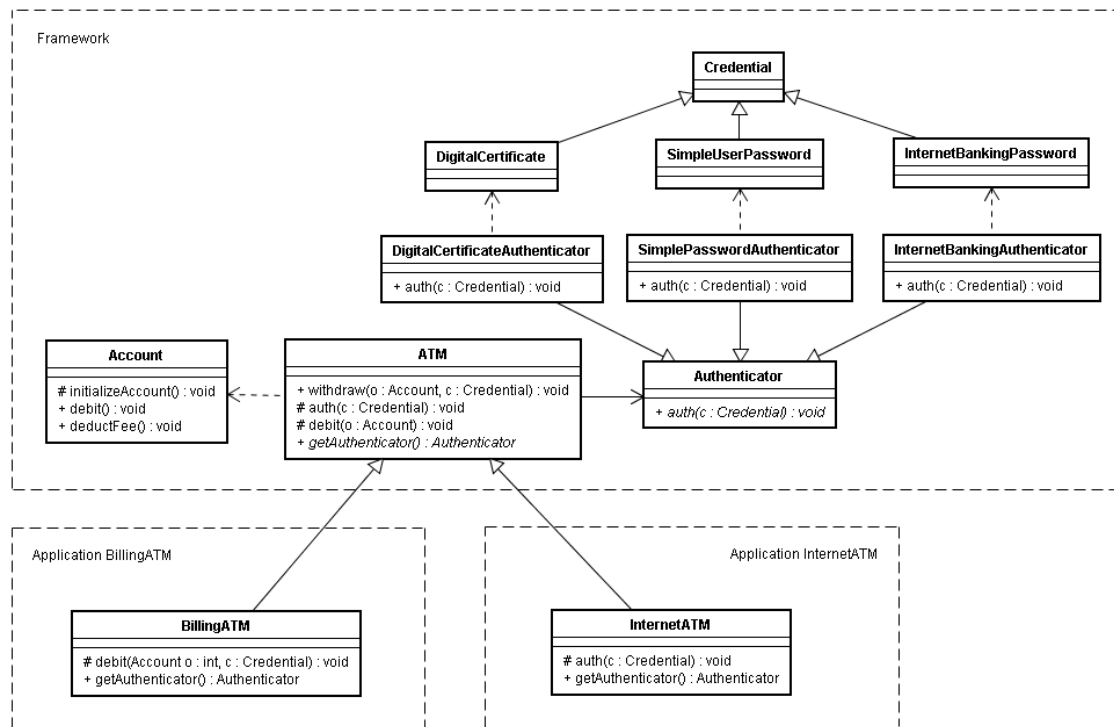 Framework
Credential
DigitalCertificate
SimpleUserPassword
InternetBankingPassword
DigitalCertificateAuthenticator
+ auth(c : Credential) : void
SimplePasswordAuthenticator
+ auth(c : Credential) : void
InternetBankingAuthenticator
+ auth(c : Credential) : void
Account
# initializeAccount() : void
+ debit() : void
+ deductFee() : void
ATM
+ withdraw(o : Account, c : Credential) : void
# auth(c : Credential) : void
# debit(o : Account) : void
+ getAuthenticator() : Authenticator
Authenticator
+ auth(c : Credential) : void
Application BillingATM
BillingATM
# debit(Account o : int, c : Credential) : void
+ getAuthenticator() : Authenticator
Application InternetATM
InternetATM
# auth(c : Credential) : void
+ getAuthenticator() : Authenticator